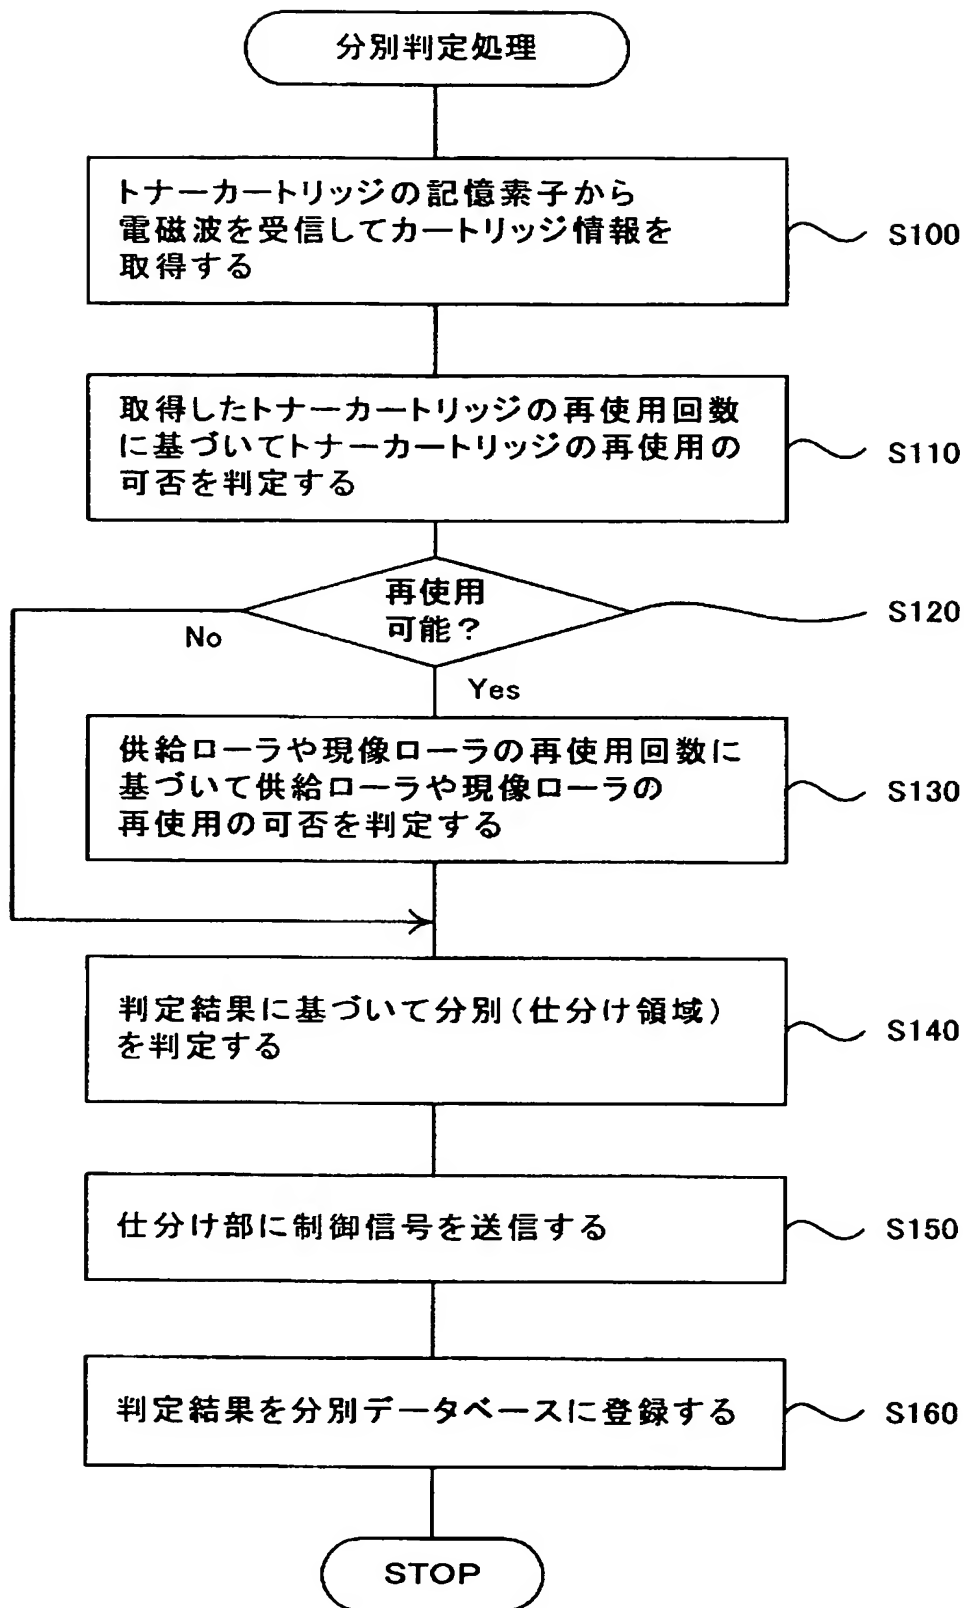 分別判定処理
トナーカートリッジの記憶素子から
電磁波を受信してカートリッジ情報を
取得する
S100
取得したトナーカートリッジの再使用回数
に基づいてトナーカートリッジの再使用の
可否を判定する
S110
再使用
可能?
S120
No
Yes
供給ローラや現像ローラの再使用回数に
基づいて供給ローラや現像ローラの
再使用の可否を判定する
S130
判定結果に基づいて分別(仕分け領域)
を判定する
S140
仕分け部に制御信号を送信する
S150
判定結果を分別データベースに登録する
S160
STOP